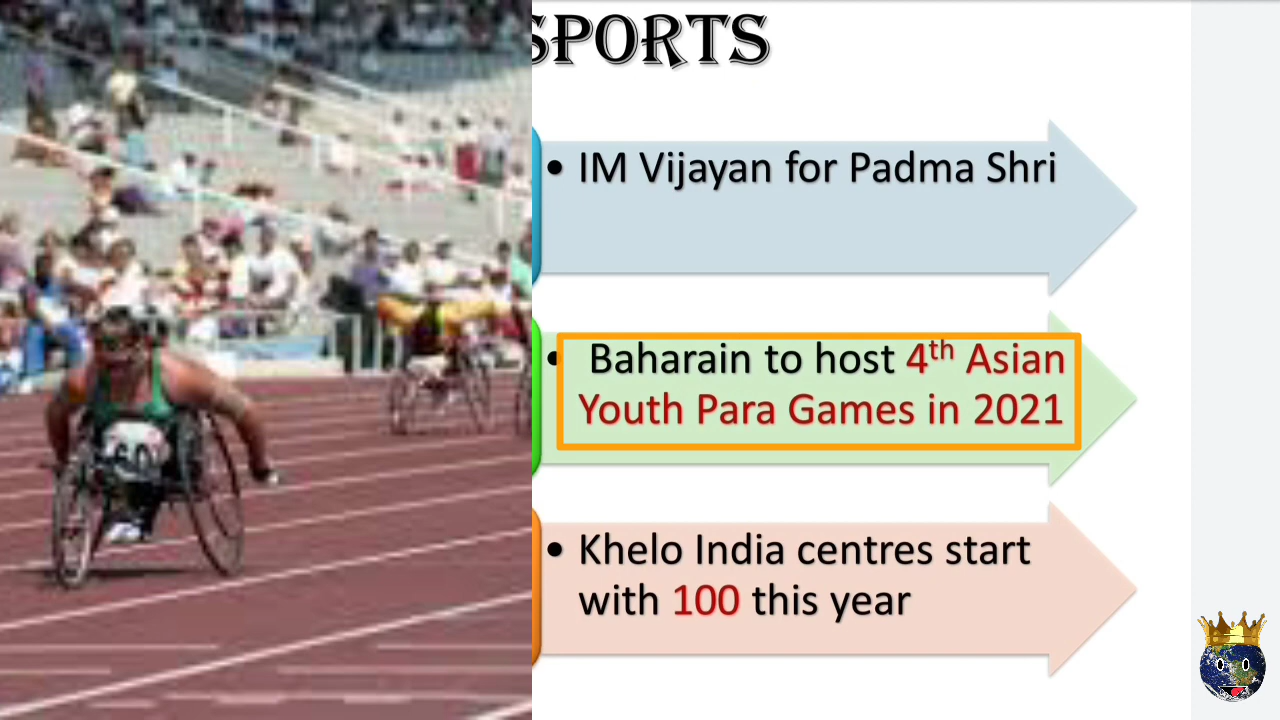 SPORTS
• IM Vijayan for Padma Shri
• Baharain to host 4th Asian
Youth Para Games in 2021
• Khelo India centres start
with 100 this year
60